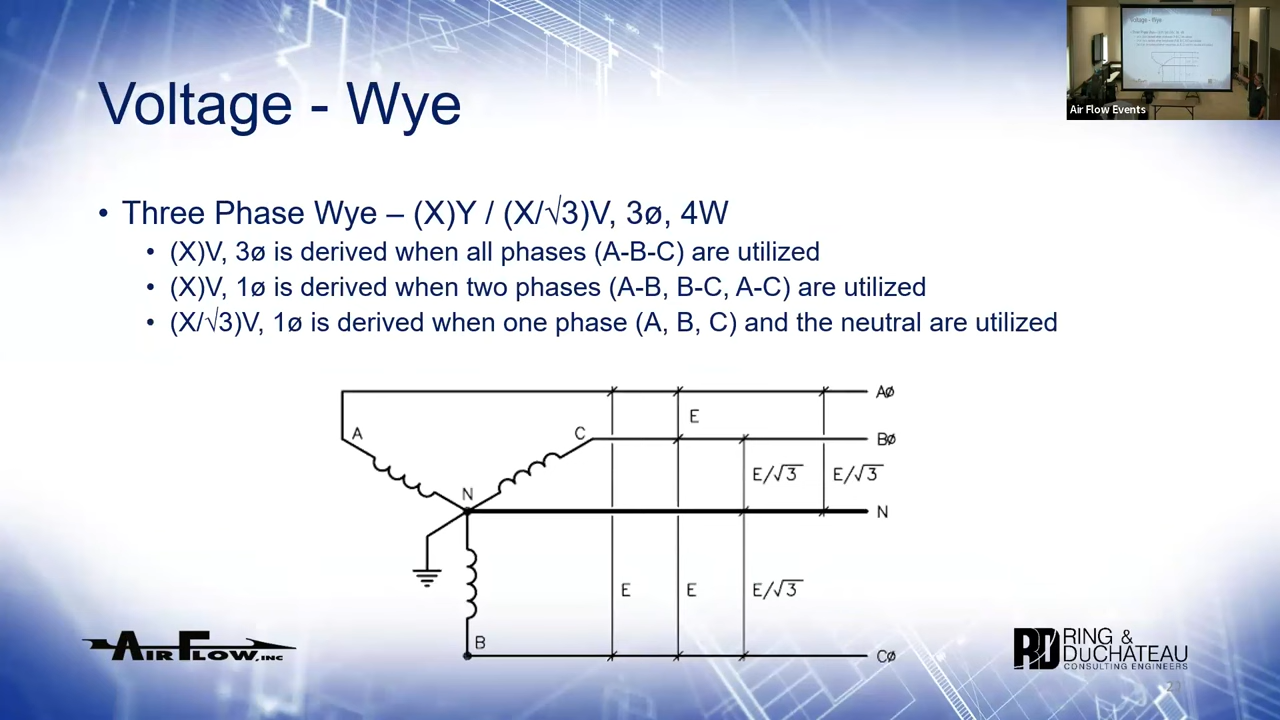 Air Flow Events
Voltage - Wye
• Three Phase Wye – (X)Y / (X/√3)V, 3ø, 4W
• (X)V, 3ø is derived when all phases (A-B-C) are utilized
• (X)V, 1ø is derived when two phases (A-B, B-C, A-C) are utilized
• (X/√3)V, 1ø is derived when one phase (A, B, C) and the neutral are utilized
Aø
E
A
C
Bø
E/√3
E/√3
N
N
E
E
E/√3
B
Cø
AIR FLOW, INC
RD
RING &
DUCHATEAU
CONSULTING ENGINEERS